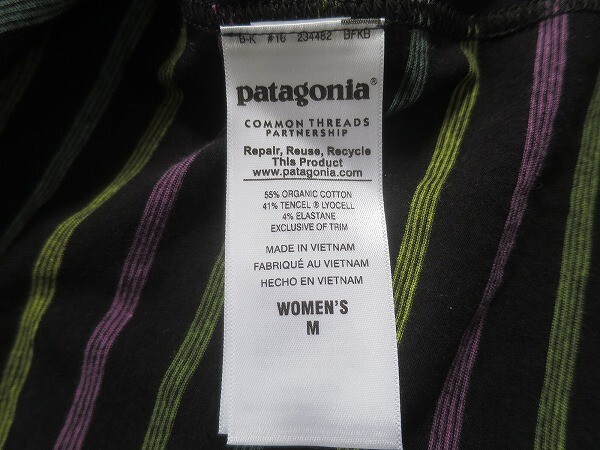 B-K #16 234482 BFKB
patagonia®
COMMON THREADS
PARTNERSHIP
Repair, Reuse, Recycle
This Product
www.patagonia.com
55% ORGANIC COTTON
41% TENCEL ® LYOCELL
4% ELASTANE
EXCLUSIVE OF TRIM
MADE IN VIETNAM
FABRIQUÉ AU VIETNAM
HECHO EN VIETNAM
WOMEN'S
M